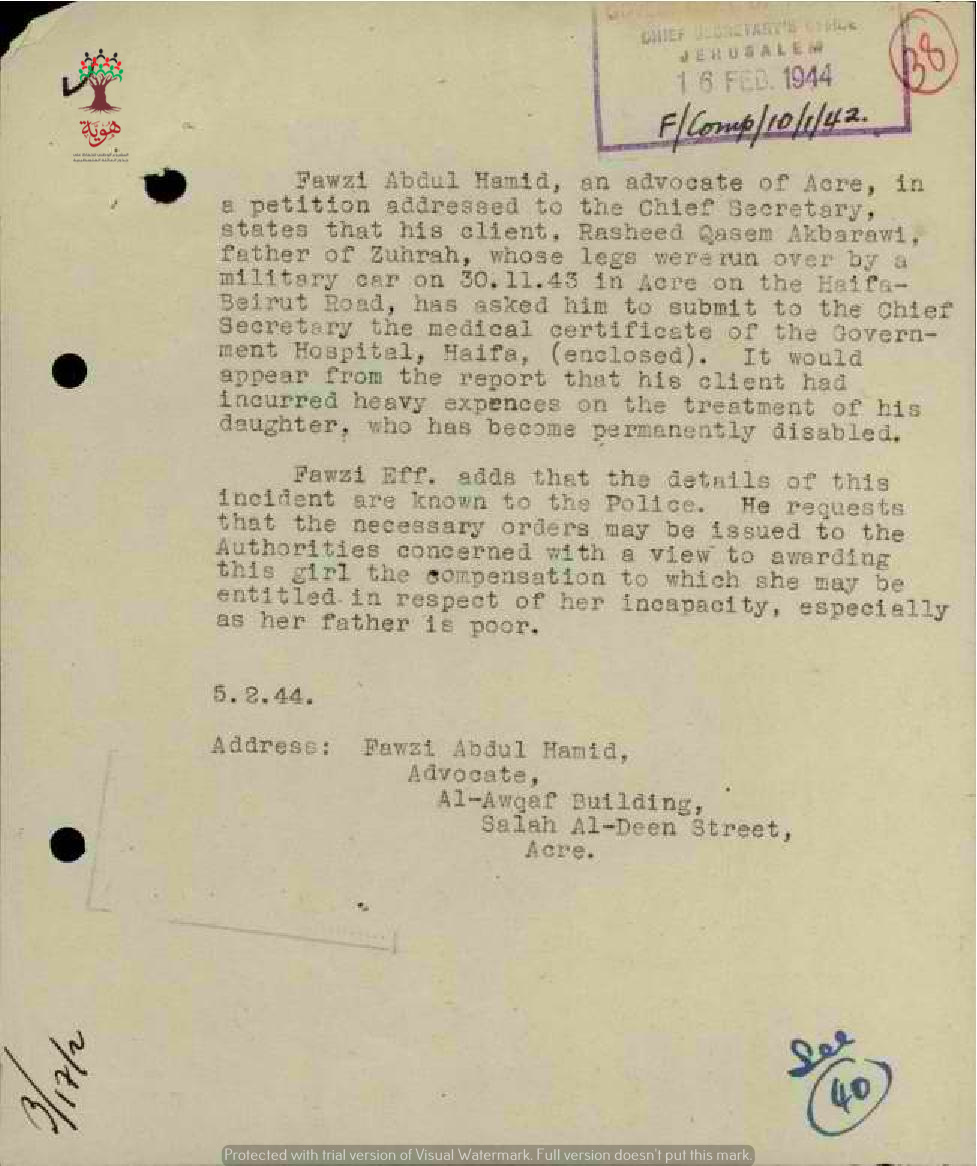 CHIEF SECRETARY'S OFFICE
JERUSALEM
16 FEB. 1944
F/Comp/10/1/42.
38
هوية
Fawzi Abdul Hamid, an advocate of Acre, in
a petition addressed to the Chief Secretary,
states that his client, Rasheed Qasem Akbarawi,
father of Zuhrah, whose legs were run over by a
military car on 30.11.43 in Acre on the Haifa-
Beirut Road, has asked him to submit to the Chief
Secretary the medical certificate of the Govern-
ment Hospital, Haifa, (enclosed). It would
appear from the report that his client had
incurred heavy expences on the treatment of his
daughter, who has become permanently disabled.
Fawzi Eff. adds that the details of this
incident are known to the Police. He requests
that the necessary orders may be issued to the
Authorities concerned with a view to awarding
this girl the compensation to which she may be
entitled in respect of her incapacity, especially
as her father is poor.
5.2.44.
Address: Fawzi Abdul Hamid,
Advocate,
Al-Awqaf Building,
Salah Al-Deen Street,
Acre.
See
40
Protected with trial version of Visual Watermark. Full version doesn't put this mark.